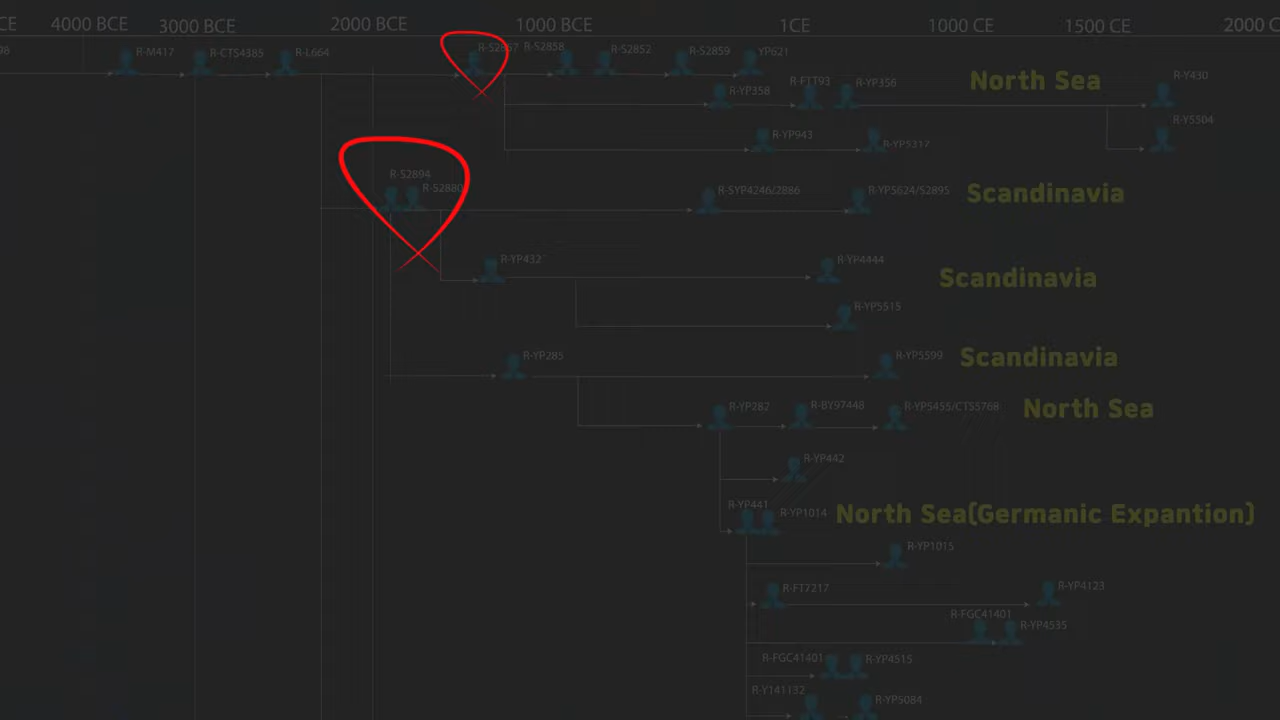 CE 4000 BCE 3000 BCE 2000 BCE 1000 BCE 1CE 1000 CE 1500 CE 2000 C
98 R-M417 R-CTS4385 R-L664 R-S2857 R-S2858 R-S2852 R-S2859 YP621
North Sea
R-Y430
R-YP358 R-FTT93 R-YP356
R-Y5504
R-YP943 R-YP5317
R-S2894
R-S2880 R-SYP4246/2886 R-YP5624/S2895 Scandinavia
R-YP432 R-YP4444 Scandinavia
R-YP5515
R-YP285 R-YP5599 Scandinavia
R-YP282 R-BY97448 R-YP5455/CTS5768 North Sea
R-YP442
R-YP441 R-YP1014 North Sea(Germanic Expantion)
R-YP1015
R-FT7217 R-YP4123
R-FGC41401 R-YP4535
R-FGC41401 R-YP4515
R-Y141132 R-YP5084